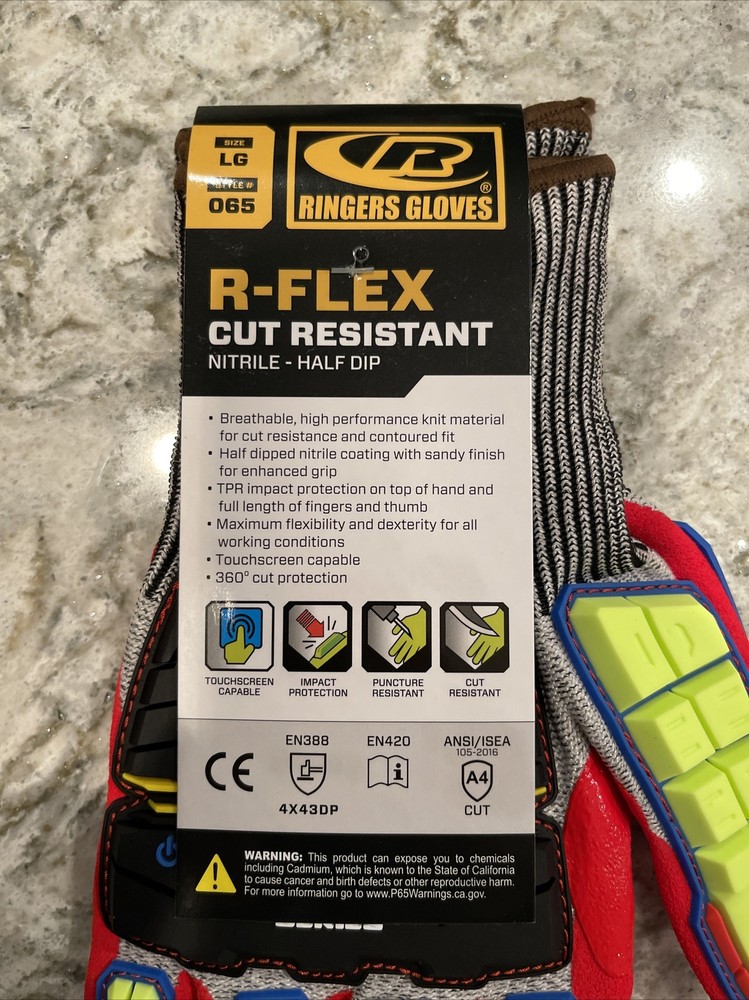 SIZE
LG
STYLE #
065
R
RINGERS GLOVES®
R-FLEX
CUT RESISTANT
NITRILE - HALF DIP
• Breathable, high performance knit material
for cut resistance and contoured fit
• Half dipped nitrile coating with sandy finish
for enhanced grip
• TPR impact protection on top of hand and
full length of fingers and thumb
• Maximum flexibility and dexterity for all
working conditions
• Touchscreen capable
• 360º cut protection
TOUCHSCREEN
CAPABLE
IMPACT
PROTECTION
PUNCTURE
RESISTANT
CUT
RESISTANT
CE
EN388
4X43DP
EN420
i
ANSI/ISEA
105-2016
A4
CUT
WARNING: This product can expose you to chemicals
including Cadmium, which is known to the State of California
to cause cancer and birth defects or other reproductive harm.
For more information go to www.P65Warnings.ca.gov.